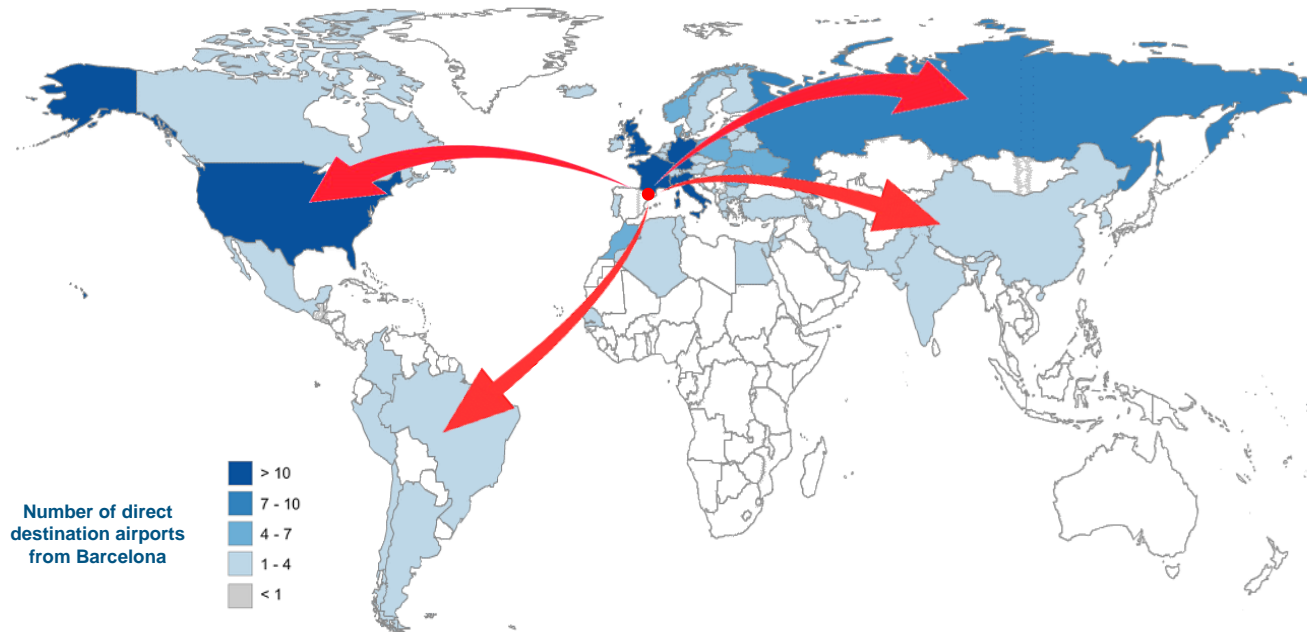 > 10
7 - 10
4 - 7
1 - 4
< 1
Number of direct
destination airports
from Barcelona